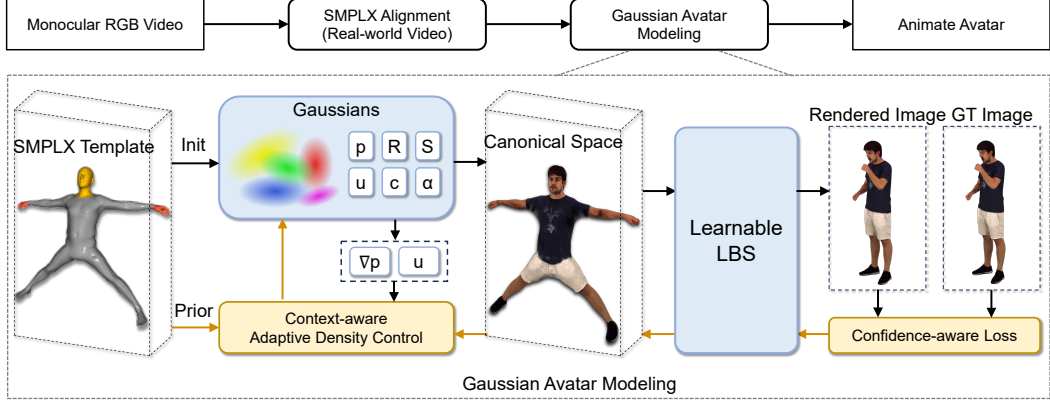 Monocular RGB Video
SMPLX Alignment
(Real-world Video)
Gaussian Avatar
Modeling
Animate Avatar
SMPLX Template
Init
Gaussians
p R S
u c α
Canonical Space
Learnable
LBS
Rendered Image GT Image
∇p u
Prior
Context-aware
Adaptive Density Control
Confidence-aware Loss
Gaussian Avatar Modeling